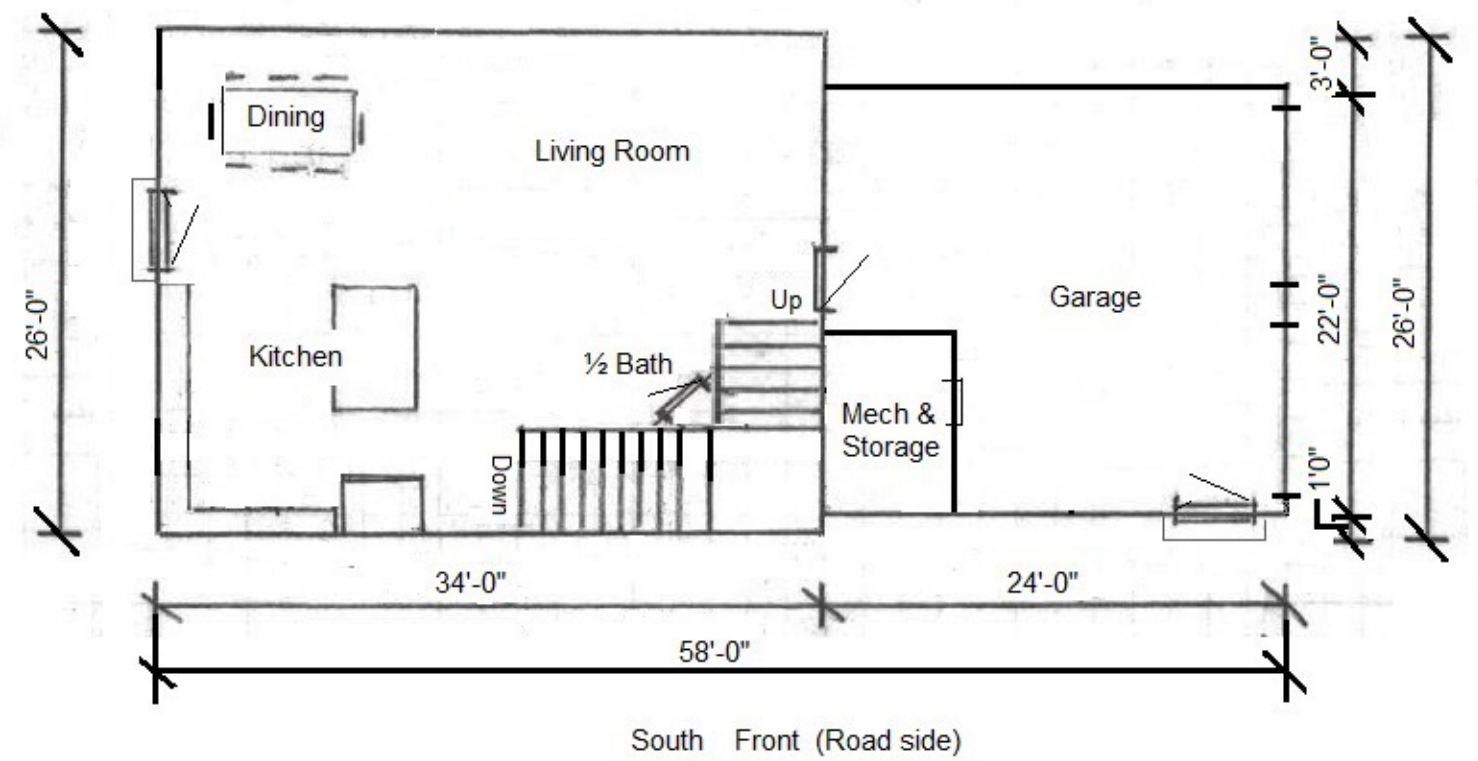 Dining
Living Room
3'-0"
26'-0"
Up
Garage
22'-0"
26'-0"
Kitchen
½ Bath
Mech &
Storage
Down
1'0"
34'-0"
24'-0"
58'-0"
South Front (Road side)